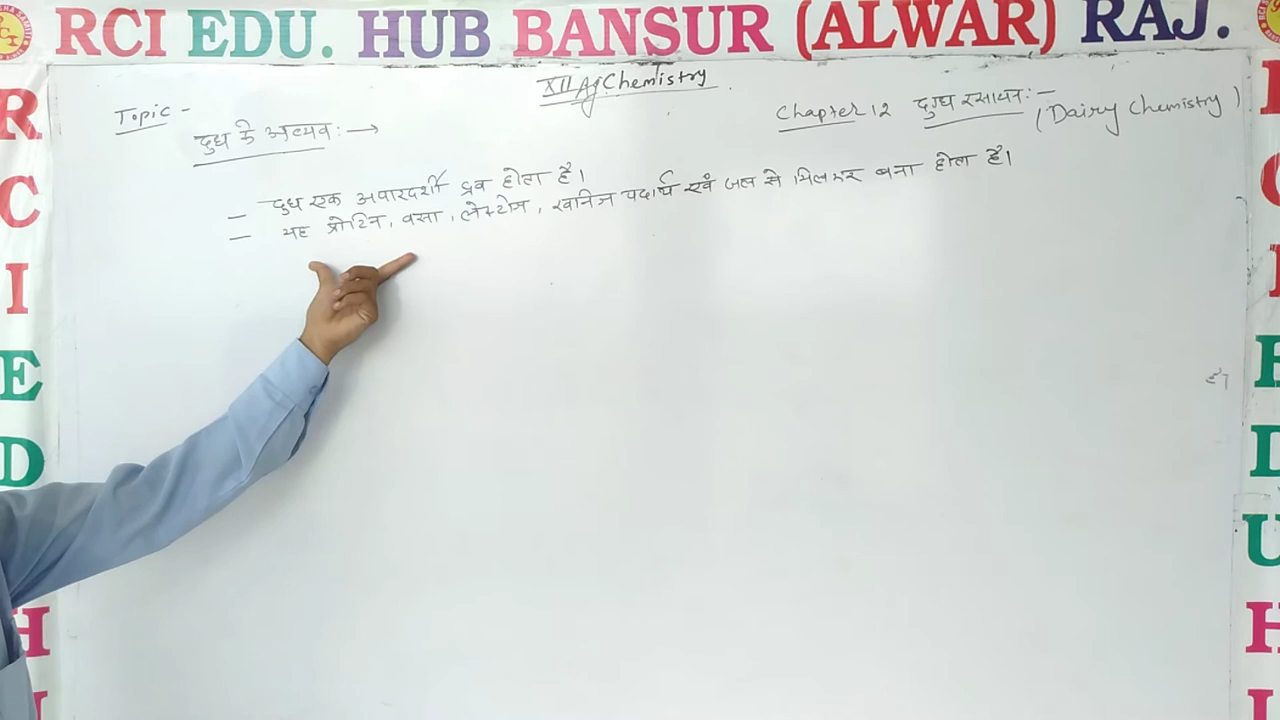 RCI EDU. HUB BANSUR (ALWAR) RAJ.
XII Ag Chemistry
Topic -
Chapter 12 दुग्ध रसायन :-
(Dairy Chemistry)
दुध के अवयव :→
— दुध एक अपारदर्शी द्रव होता है।
— यह प्रोटिन, वसा, लेक्टोज, खनिज पदार्थ एवं जल से मिलकर बना होता है।
है।
R
C
I
E
D
H
R
C
I
E
D
U
H